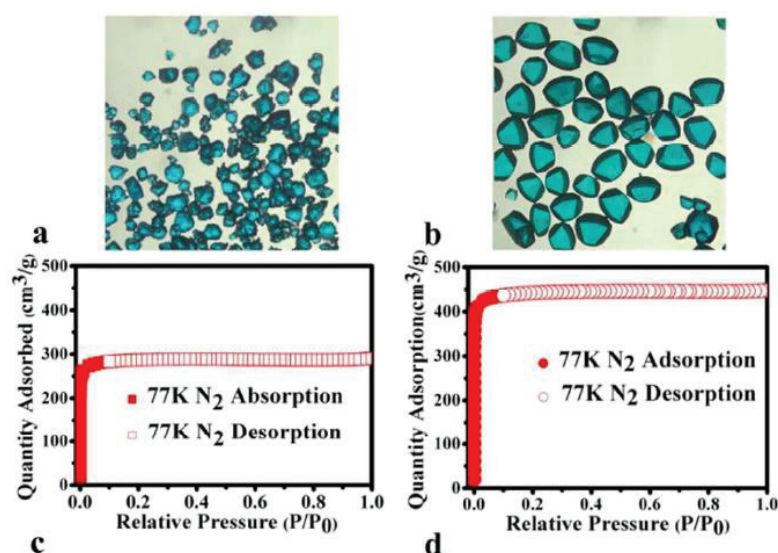 a
b
Quantity Adsorbed (cm³/g)
500
400
300
200
100
0
77K N₂ Absorption
77K N₂ Desorption
0.0 0.2 0.4 0.6 0.8 1.0
Relative Pressure (P/P₀)
c
Quantity Adsorption(cm³/g)
500
400
300
200
100
0
77K N₂ Adsorption
77K N₂ Desorption
0.0 0.2 0.4 0.6 0.8 1.0
Relative Pressure (P/P₀)
d